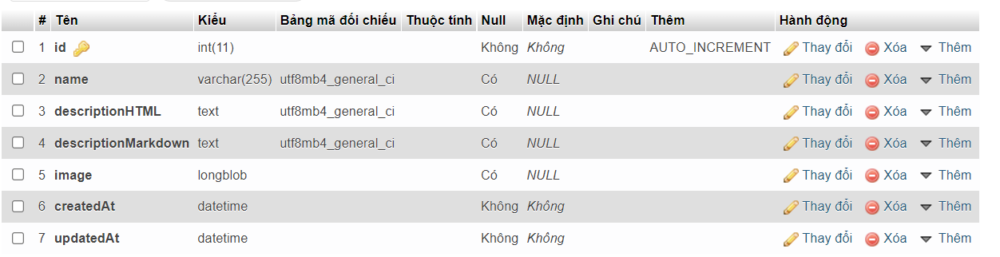 # Tên Kiểu Bảng mã đối chiếu Thuộc tính Null Mặc định Ghi chú Thêm Hành động
1 id int(11) Không Không AUTO_INCREMENT Thay đổi Xóa Thêm
2 name varchar(255) utf8mb4_general_ci Có NULL Thay đổi Xóa Thêm
3 descriptionHTML text utf8mb4_general_ci Có NULL Thay đổi Xóa Thêm
4 descriptionMarkdown text utf8mb4_general_ci Có NULL Thay đổi Xóa Thêm
5 image longblob Có NULL Thay đổi Xóa Thêm
6 createdAt datetime Không Không Thay đổi Xóa Thêm
7 updatedAt datetime Không Không Thay đổi Xóa Thêm